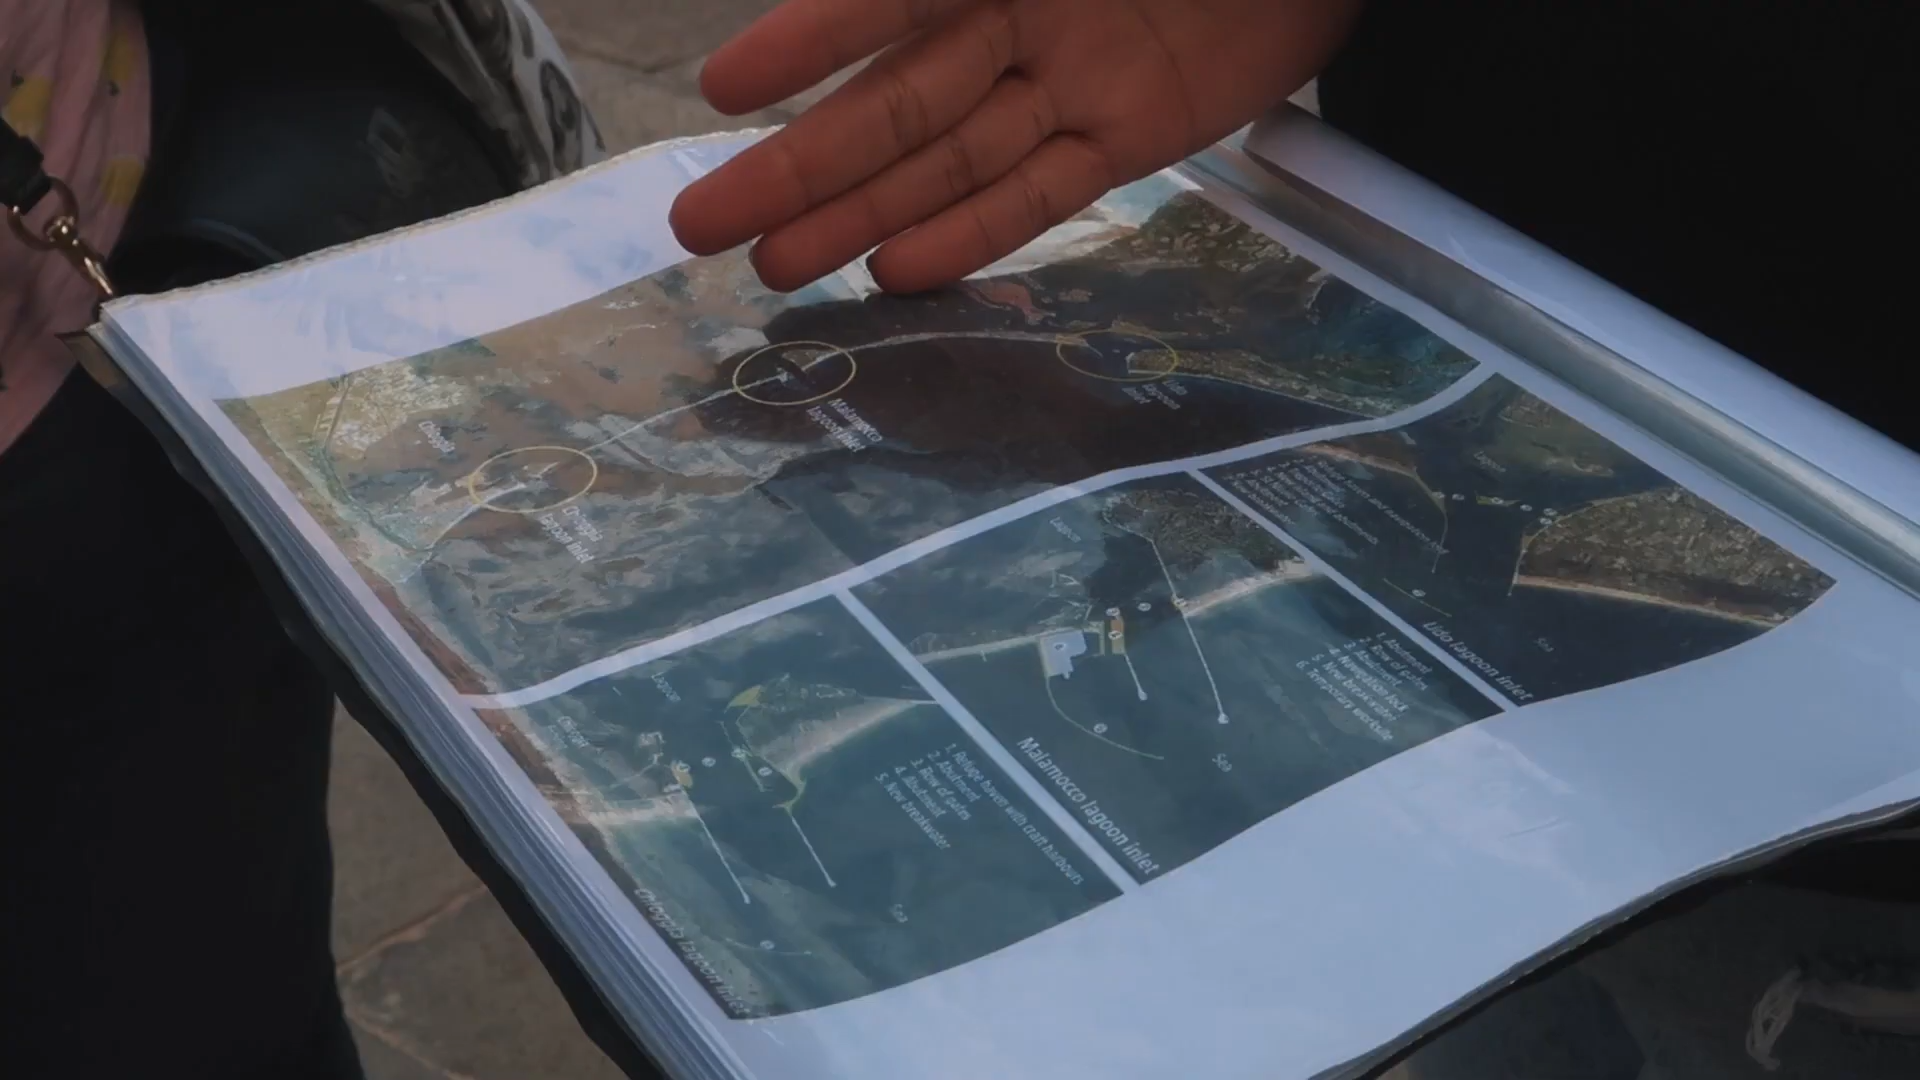 Chioggia
Chioggia
lagoon inlet
Malamocco
lagoon inlet
Lido
lagoon
inlet
Lagoon
Chioggia
1. Refuge haven with craft harbours
2. Abutment
3. Row of gates
4. Abutment
5. New breakwater
Sea
Chioggia lagoon inlet
Lagoon
1. Abutment
2. Row of gates
3. Abutment
4. Navigation lock
5. New breakwater
6. Temporary worksite
Sea
Malamocco lagoon inlet
Lagoon
Sea
Lido lagoon inlet